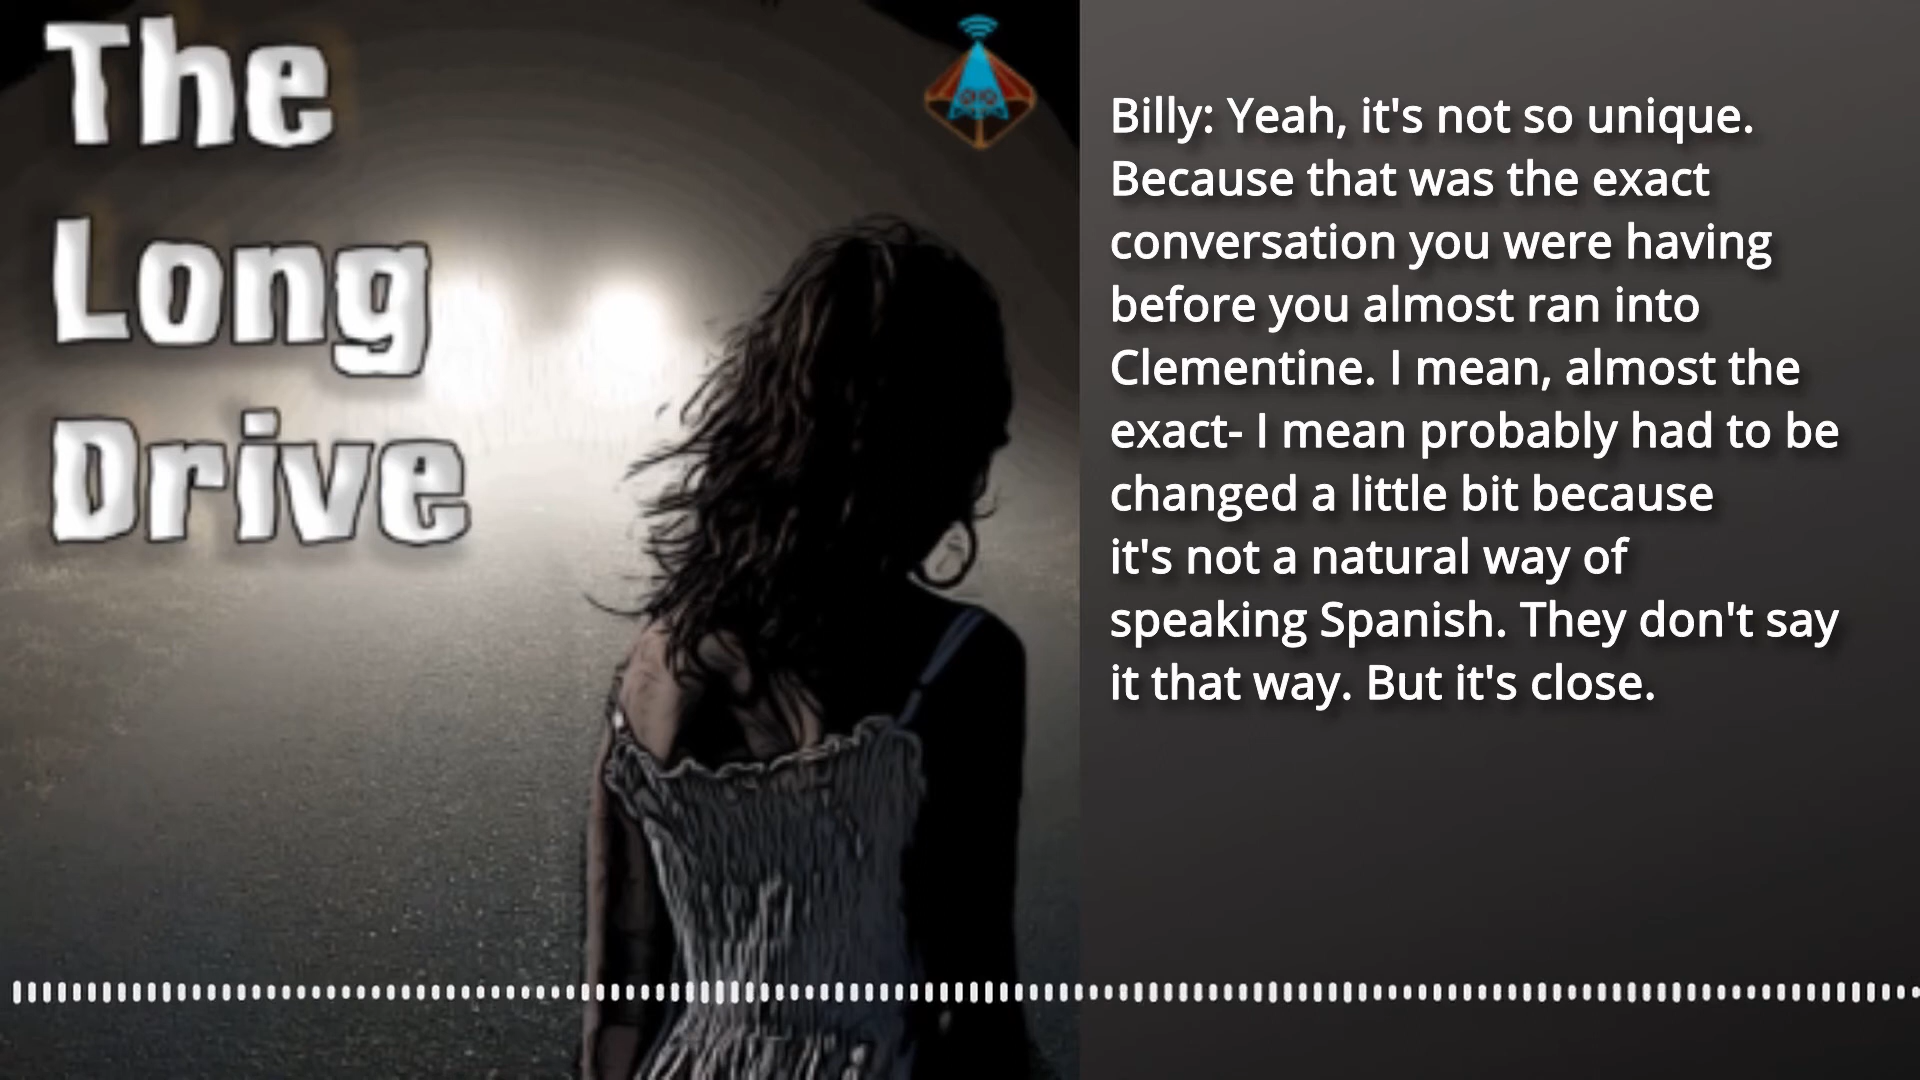 The
Long
Drive
Billy: Yeah, it's not so unique.
Because that was the exact
conversation you were having
before you almost ran into
Clementine. I mean, almost the
exact- I mean probably had to be
changed a little bit because
it's not a natural way of
speaking Spanish. They don't say
it that way. But it's close.